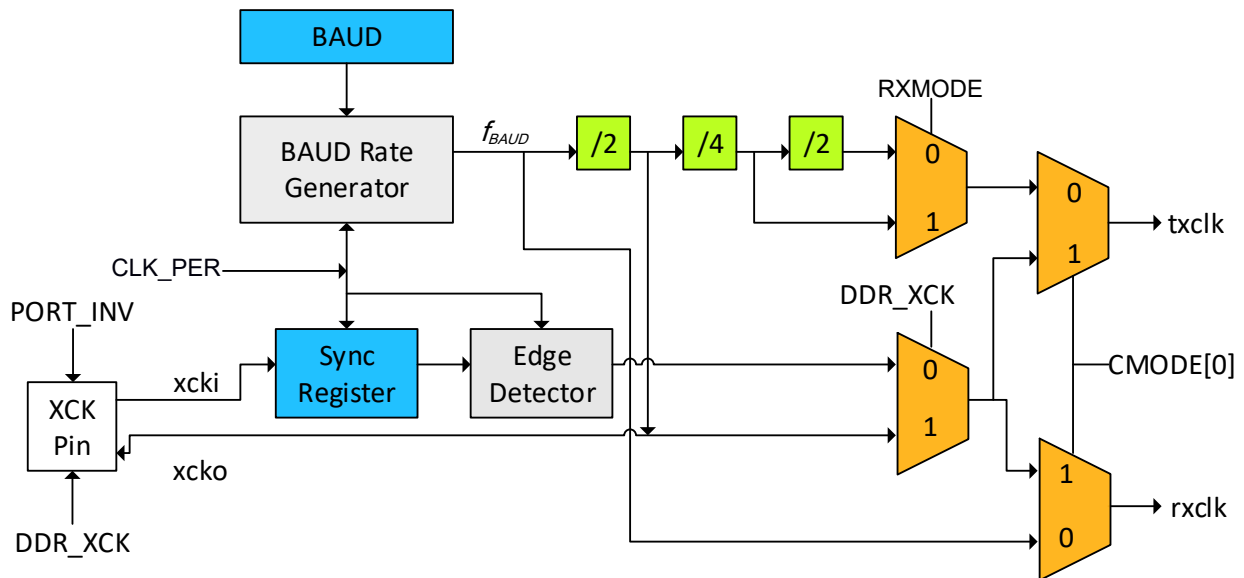 BAUD
RXMODE
BAUD Rate
Generator
fBAUD
/2
/4
/2
0
1
0
1
txclk
CLK_PER
PORT_INV
DDR_XCK
Sync
Register
Edge
Detector
0
1
CMODE[0]
xcki
XCK
Pin
xcko
1
0
rxclk
DDR_XCK